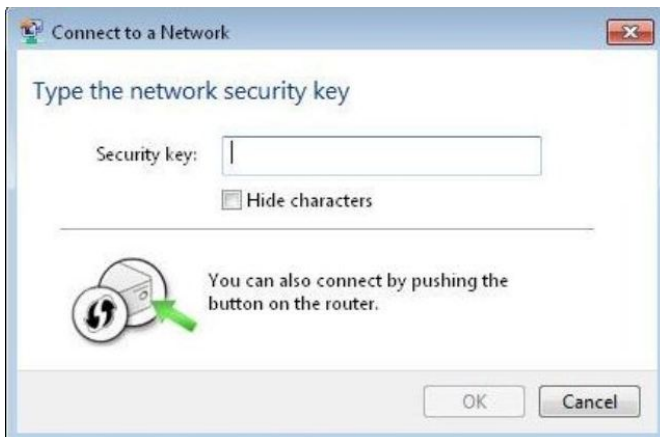 Connect to a Network
Type the network security key
Security key:
Hide characters
You can also connect by pushing the
button on the router.
OK
Cancel